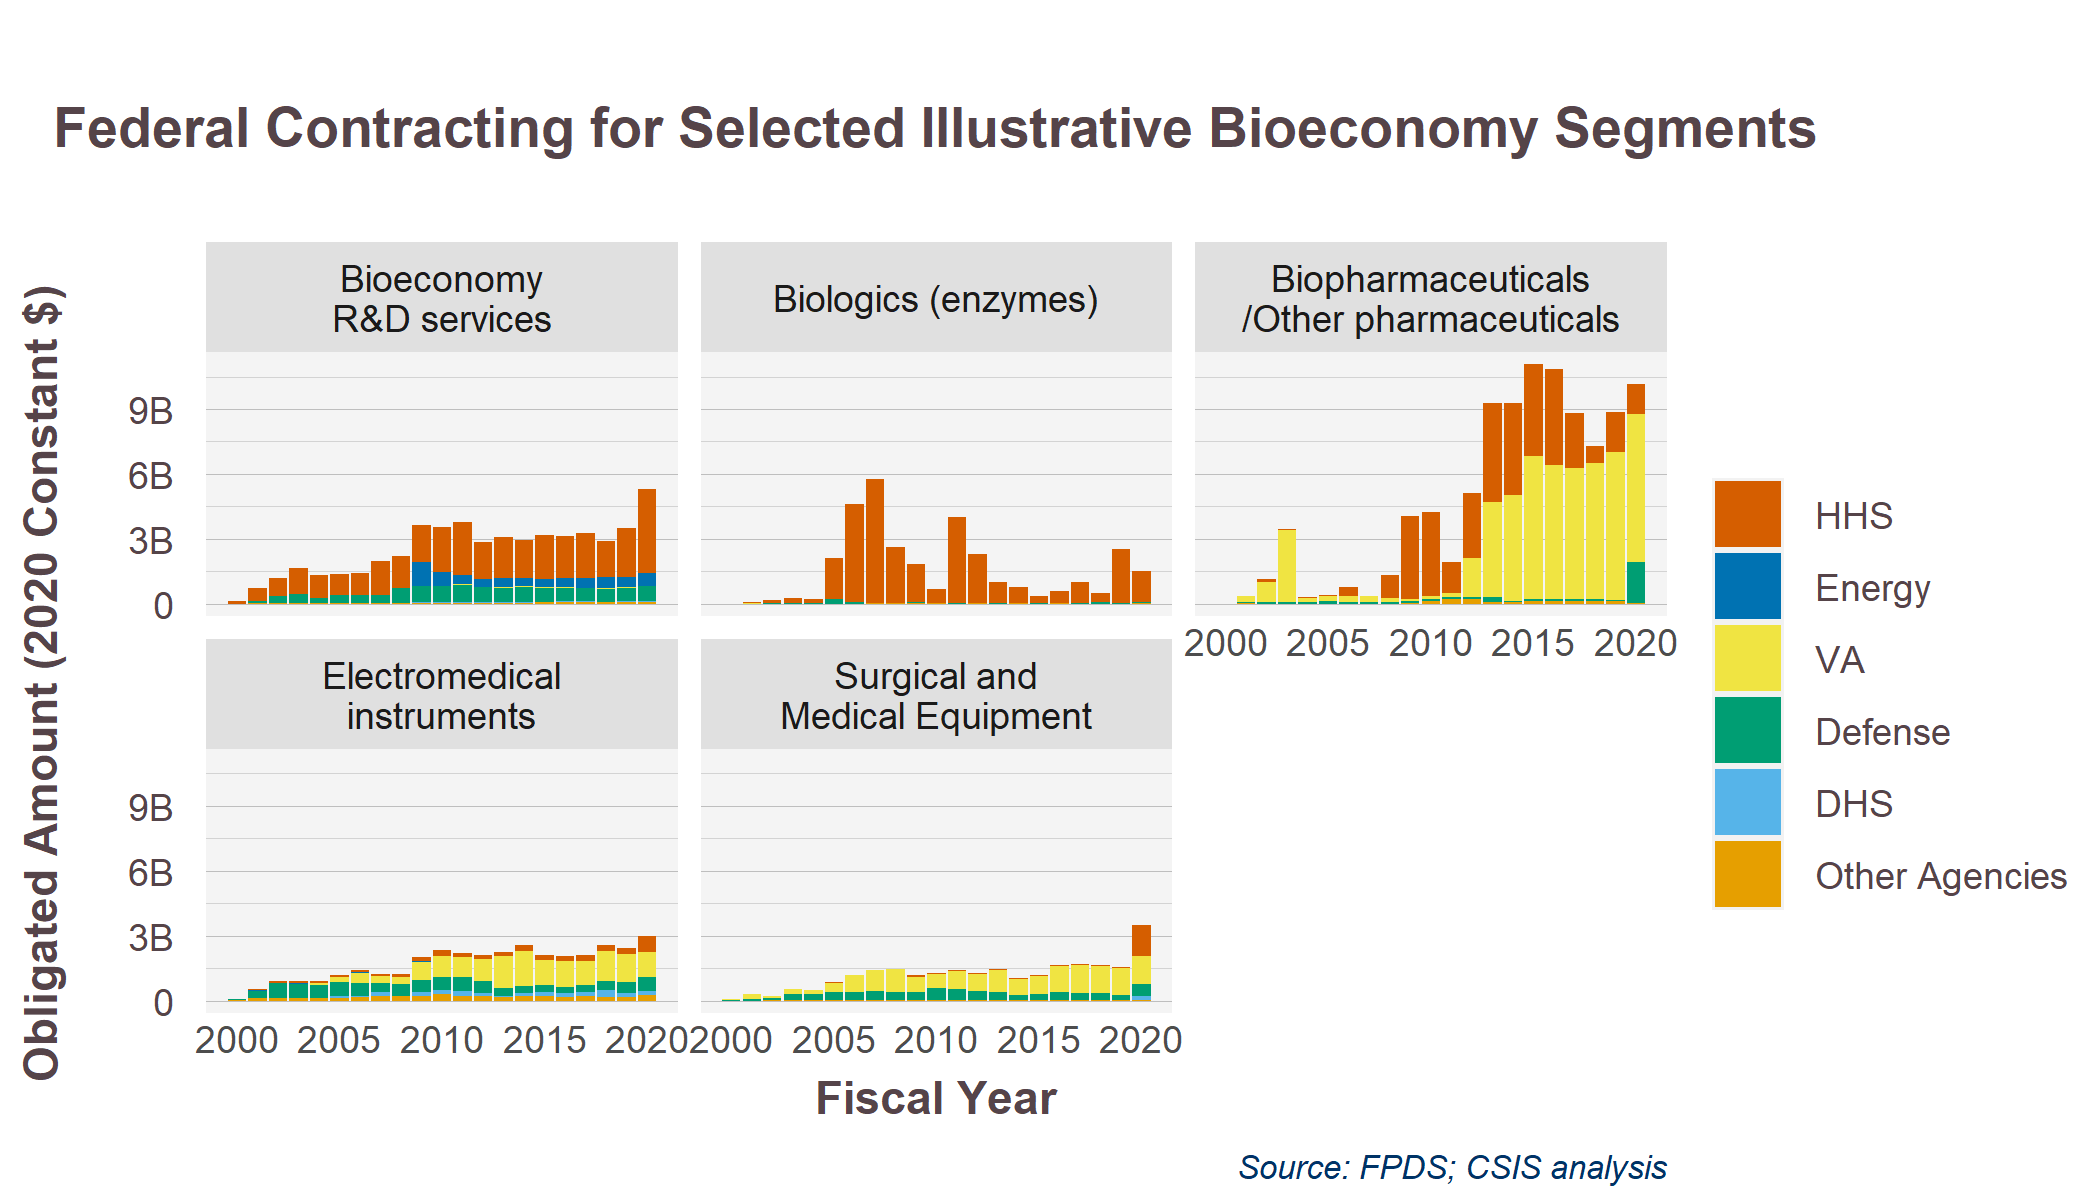 Federal Contracting for Selected Illustrative Bioeconomy Segments
Obligated Amount (2020 Constant $)
Bioeconomy
R&D services
Biologics (enzymes)
Biopharmaceuticals
/Other pharmaceuticals
9B
6B
3B
0
2000 2005 2010 2015 2020
Electromedical
instruments
Surgical and
Medical Equipment
9B
6B
3B
0
2000 2005 2010 2015 2020
2000 2005 2010 2015 2020
Fiscal Year
HHS
Energy
VA
Defense
DHS
Other Agencies
Source: FPDS; CSIS analysis